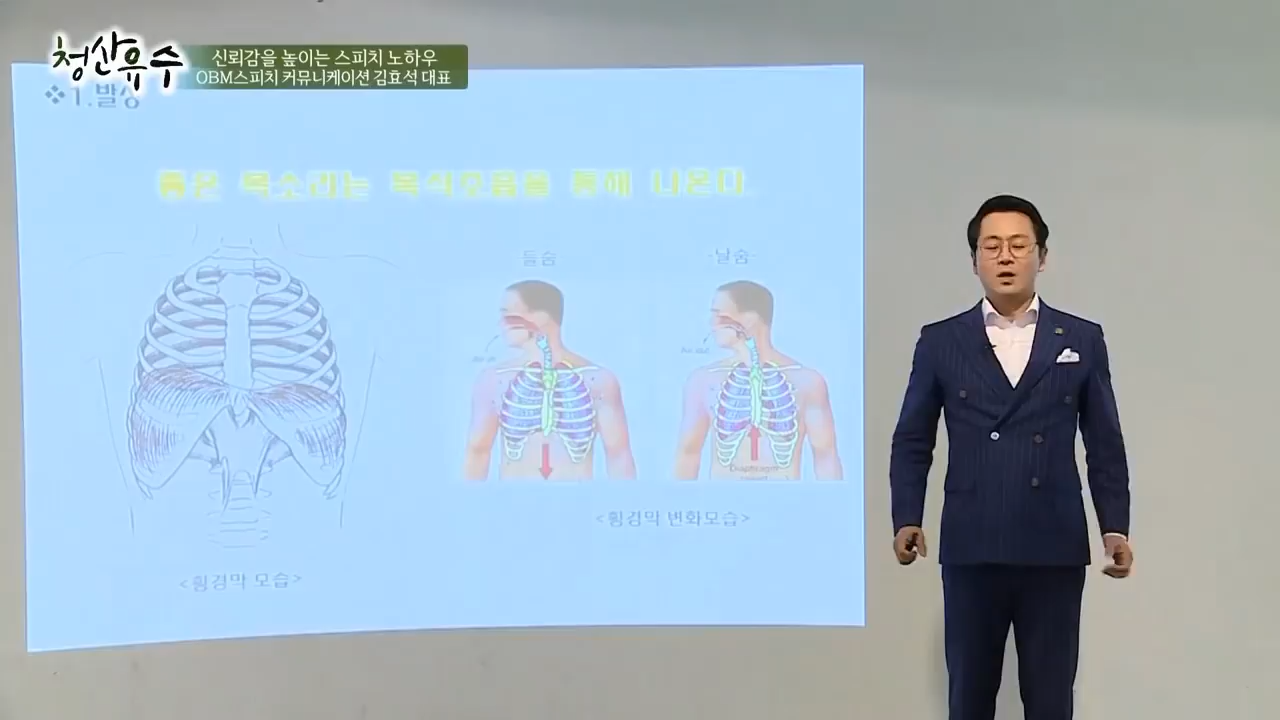 청산유수
신뢰감을 높이는 스피치 노하우
OBM스피치 커뮤니케이션 김효석 대표
❖1.발성
좋은 목소리는 복식호흡을 통해 나온다.
들숨
-날숨-
Diaphragm
<횡경막 변화모습>
<횡경막 모습>